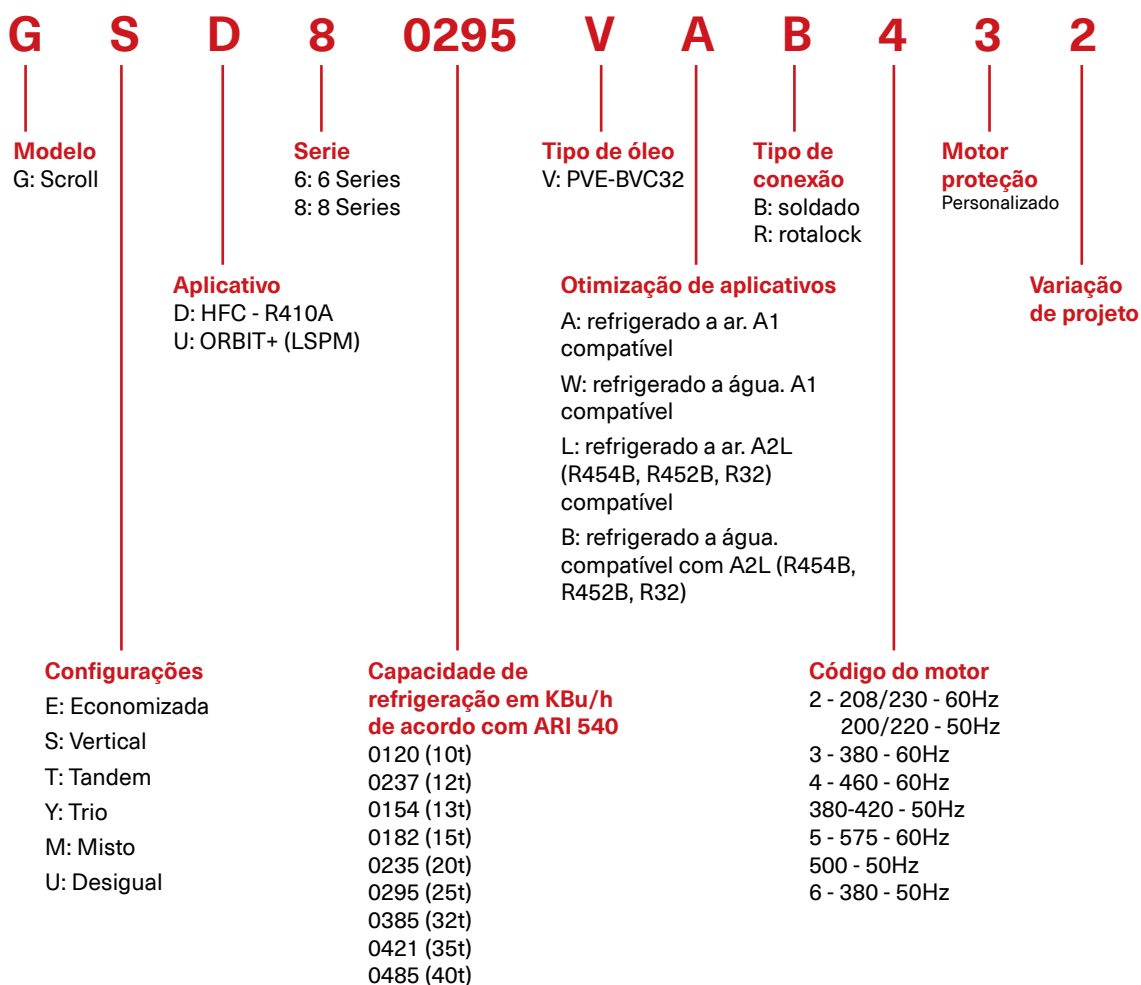 G S D 8 0295 V A B 4 3 2
Modelo
G: Scroll
Serie
6: 6 Series
8: 8 Series
Tipo de óleo
V: PVE-BVC32
Tipo de
conexão
B: soldado
R: rotalock
Motor
proteção
Personalizado
Aplicativo
D: HFC - R410A
U: ORBIT+ (LSPM)
Otimização de aplicativos
A: refrigerado a ar. A1
compatível
W: refrigerado a água. A1
compatível
L: refrigerado a ar. A2L
(R454B, R452B, R32)
compatível
B: refrigerado a água.
compatível com A2L (R454B,
R452B, R32)
Variação
de projeto
Configurações
E: Economizada
S: Vertical
T: Tandem
Y: Trio
M: Misto
U: Desigual
Capacidade de
refrigeração em KBu/h
de acordo com ARI 540
0120 (10t)
0237 (12t)
0154 (13t)
0182 (15t)
0235 (20t)
0295 (25t)
0385 (32t)
0421 (35t)
0485 (40t)
Código do motor
2 - 208/230 - 60Hz
200/220 - 50Hz
3 - 380 - 60Hz
4 - 460 - 60Hz
380-420 - 50Hz
5 - 575 - 60Hz
500 - 50Hz
6 - 380 - 50Hz